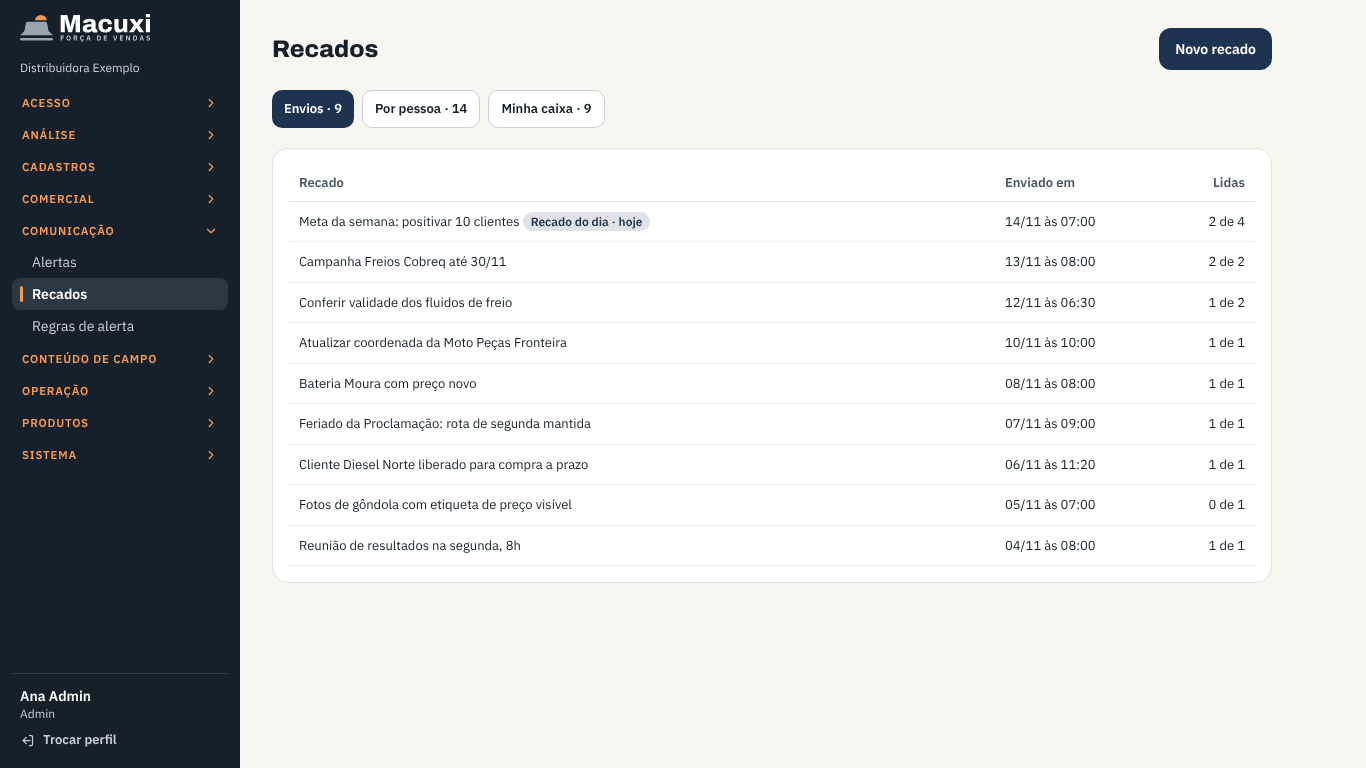 Macuxi
FORÇA DE VENDAS
Distribuidora Exemplo
ACESSO
ANÁLISE
CADASTROS
COMERCIAL
COMUNICAÇÃO
Alertas
Recados
Regras de alerta
CONTEÚDO DE CAMPO
OPERAÇÃO
PRODUTOS
SISTEMA
Ana Admin
Admin
Trocar perfil
Recados
Novo recado
Envios · 9 Por pessoa · 14 Minha caixa · 9
Recado Enviado em Lidas
Meta da semana: positivar 10 clientes Recado do dia · hoje 14/11 às 07:00 2 de 4
Campanha Freios Cobreq até 30/11 13/11 às 08:00 2 de 2
Conferir validade dos fluidos de freio 12/11 às 06:30 1 de 2
Atualizar coordenada da Moto Peças Fronteira 10/11 às 10:00 1 de 1
Bateria Moura com preço novo 08/11 às 08:00 1 de 1
Feriado da Proclamação: rota de segunda mantida 07/11 às 09:00 1 de 1
Cliente Diesel Norte liberado para compra a prazo 06/11 às 11:20 1 de 1
Fotos de gôndola com etiqueta de preço visível 05/11 às 07:00 0 de 1
Reunião de resultados na segunda, 8h 04/11 às 08:00 1 de 1